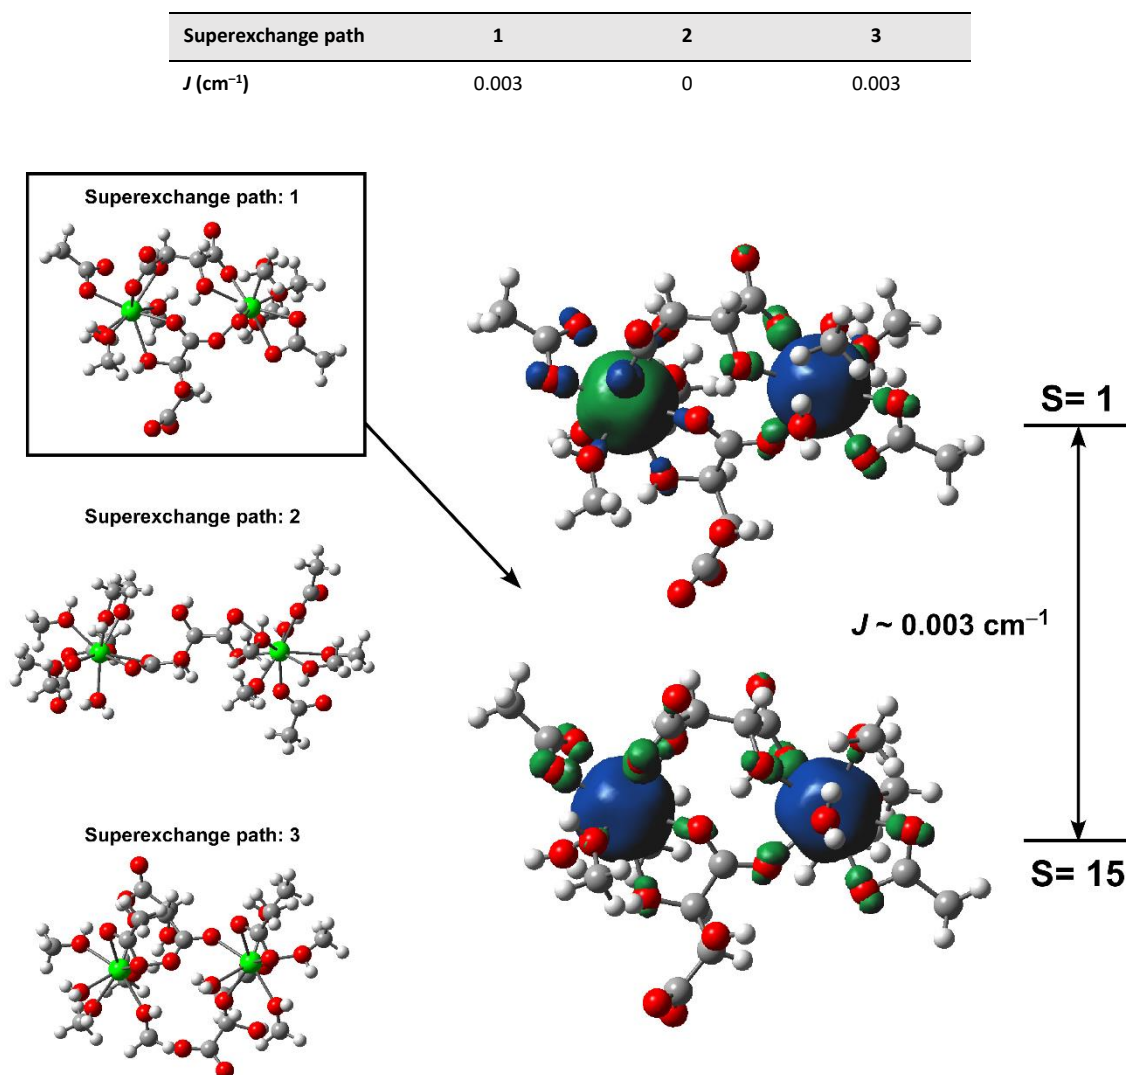 Superexchange path 1 2 3
J (cm⁻¹) 0.003 0 0.003
Superexchange path: 1
S= 1
Superexchange path: 2
J ~ 0.003 cm⁻¹
Superexchange path: 3
S= 15